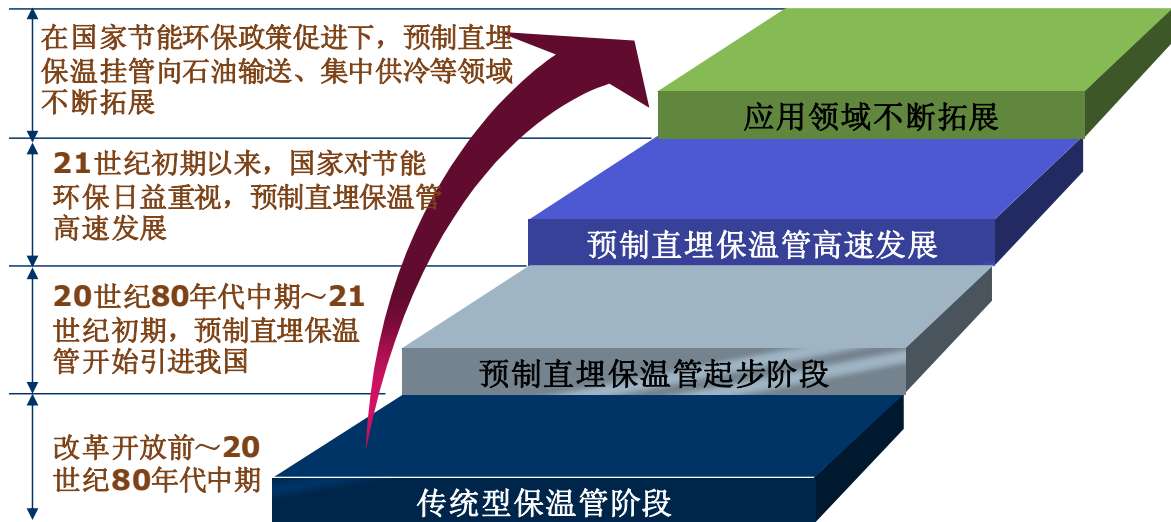 在国家节能环保政策促进下，预制直埋
保温挂管向石油输送、集中供冷等领域
不断拓展
应用领域不断拓展
21世纪初期以来，国家对节能
环保日益重视，预制直埋保温管
高速发展
预制直埋保温管高速发展
20世纪80年代中期～21
世纪初期，预制直埋保温
管开始引进我国
预制直埋保温管起步阶段
改革开放前～20
世纪80年代中期
传统型保温管阶段